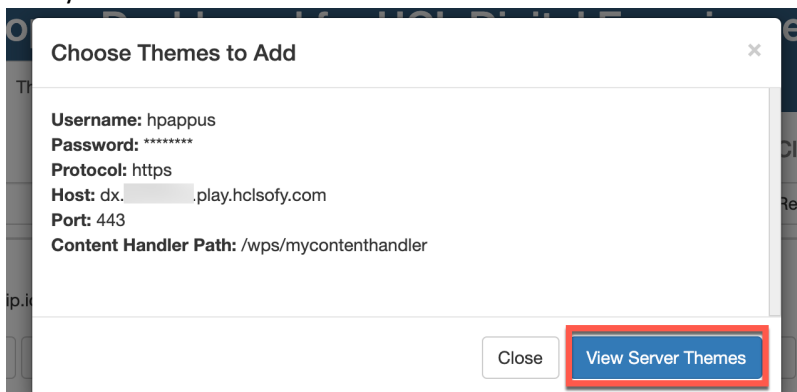 Choose Themes to Add
×
Username: hpappus
Password: ********
Protocol: https
Host: dx. .play.hclsofy.com
Port: 443
Content Handler Path: /wps/mycontenthandler
Close
View Server Themes